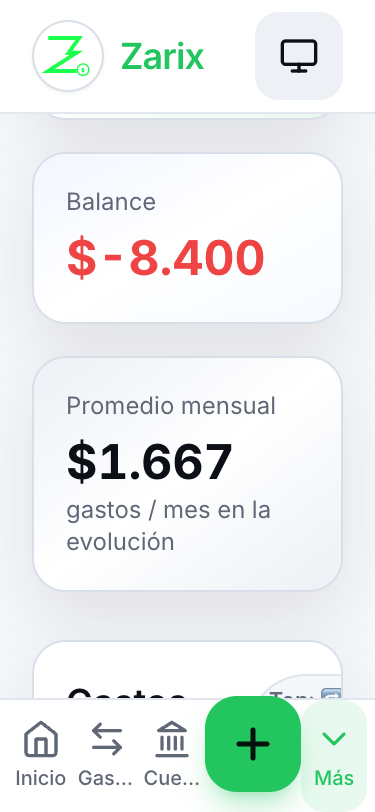 Zarix
Balance
$-8.400
Promedio mensual
$1.667
gastos / mes en la
evolución
Inicio
Gas...
Cue...
Más